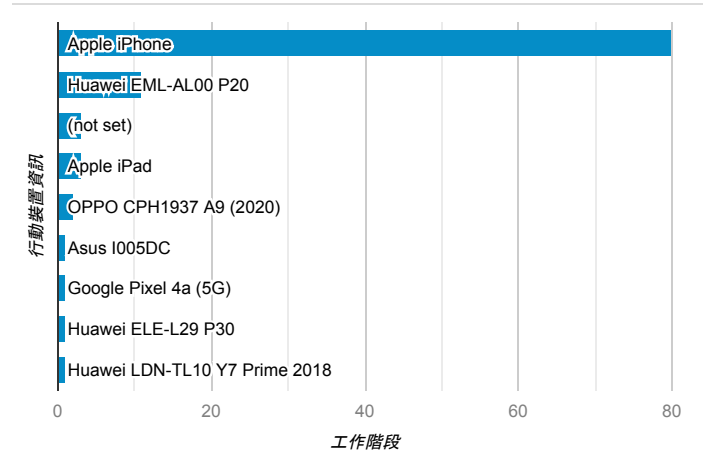 Apple iPhone
Huawei EML-AL00 P20
(not set)
Apple iPad
OPPO CPH1937 A9 (2020)
Asus I005DC
Google Pixel 4a (5G)
Huawei ELE-L29 P30
Huawei LDN-TL10 Y7 Prime 2018
行動裝置資訊
0 20 40 60 80
工作階段